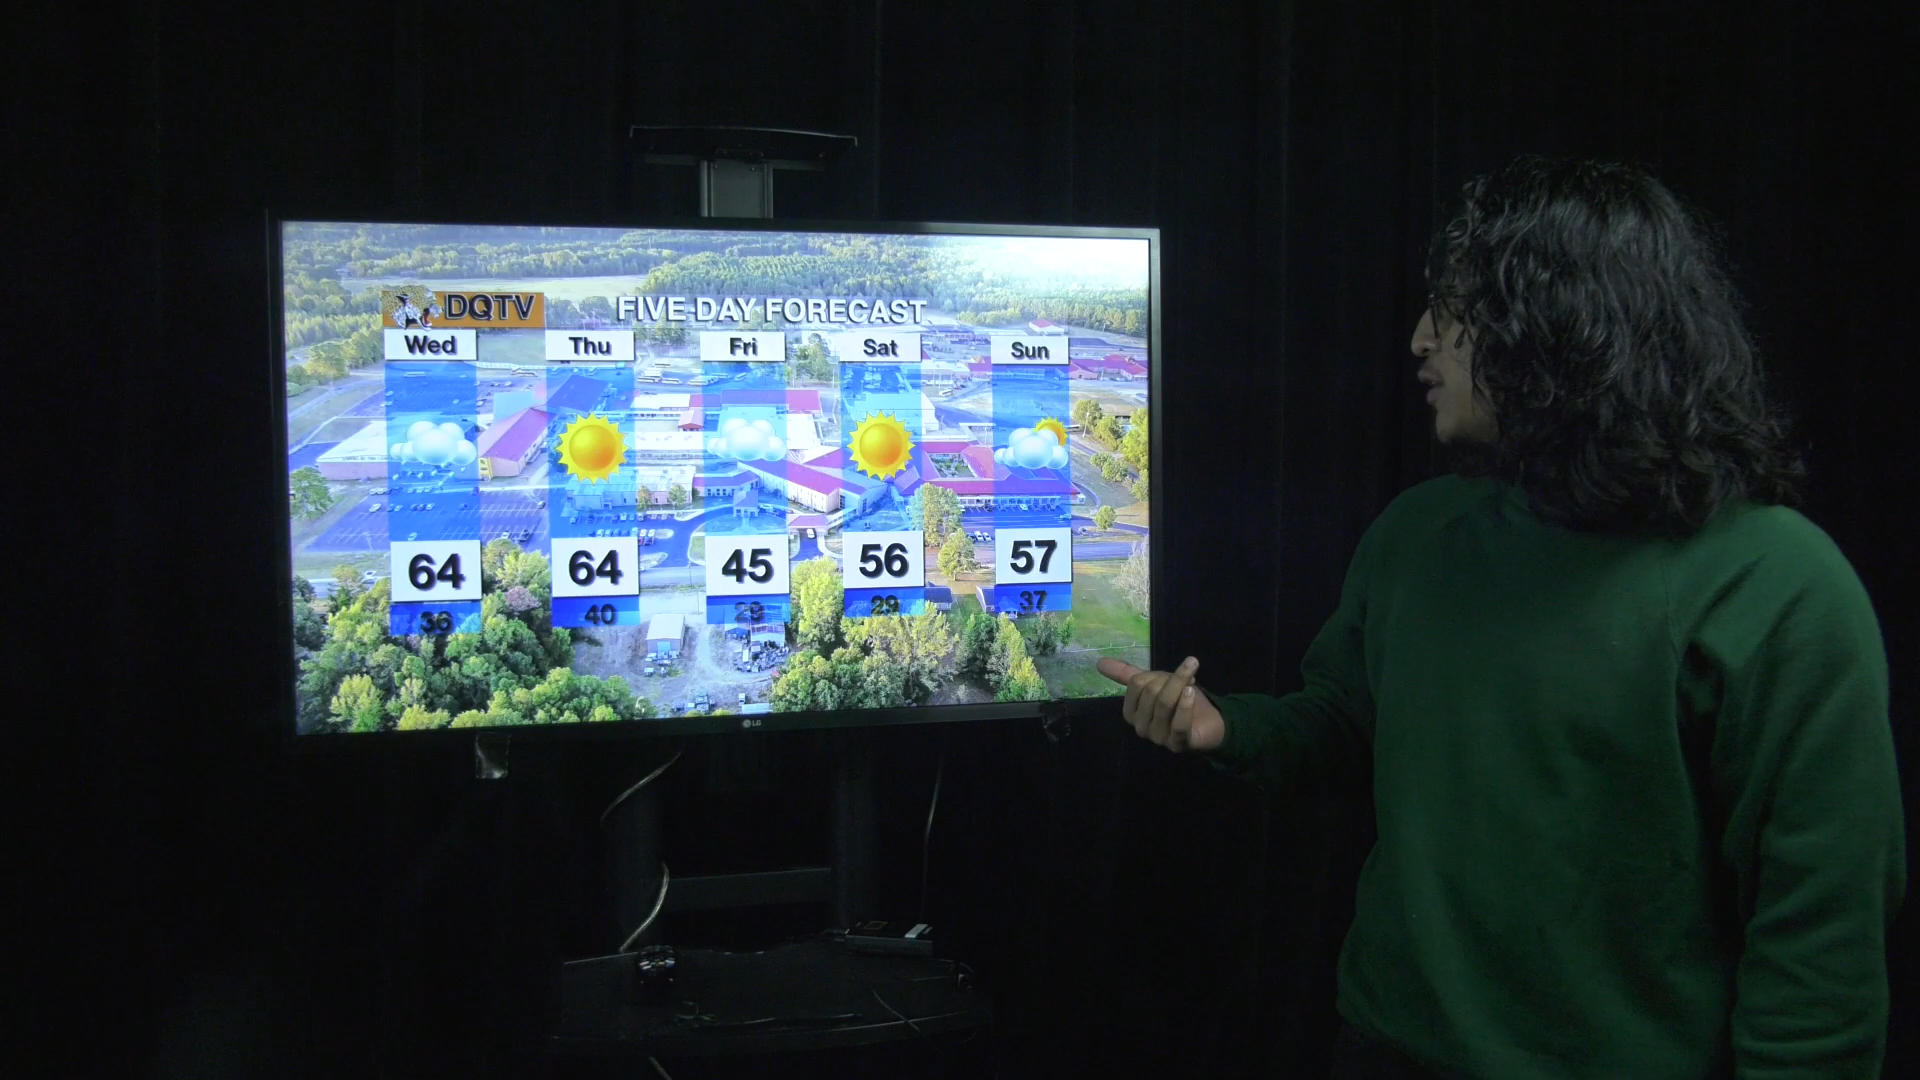 DQTV
FIVE DAY FORECAST
Wed Thu Fri Sat Sun
64 64 45 56 57
36 40 29 29 37
LG